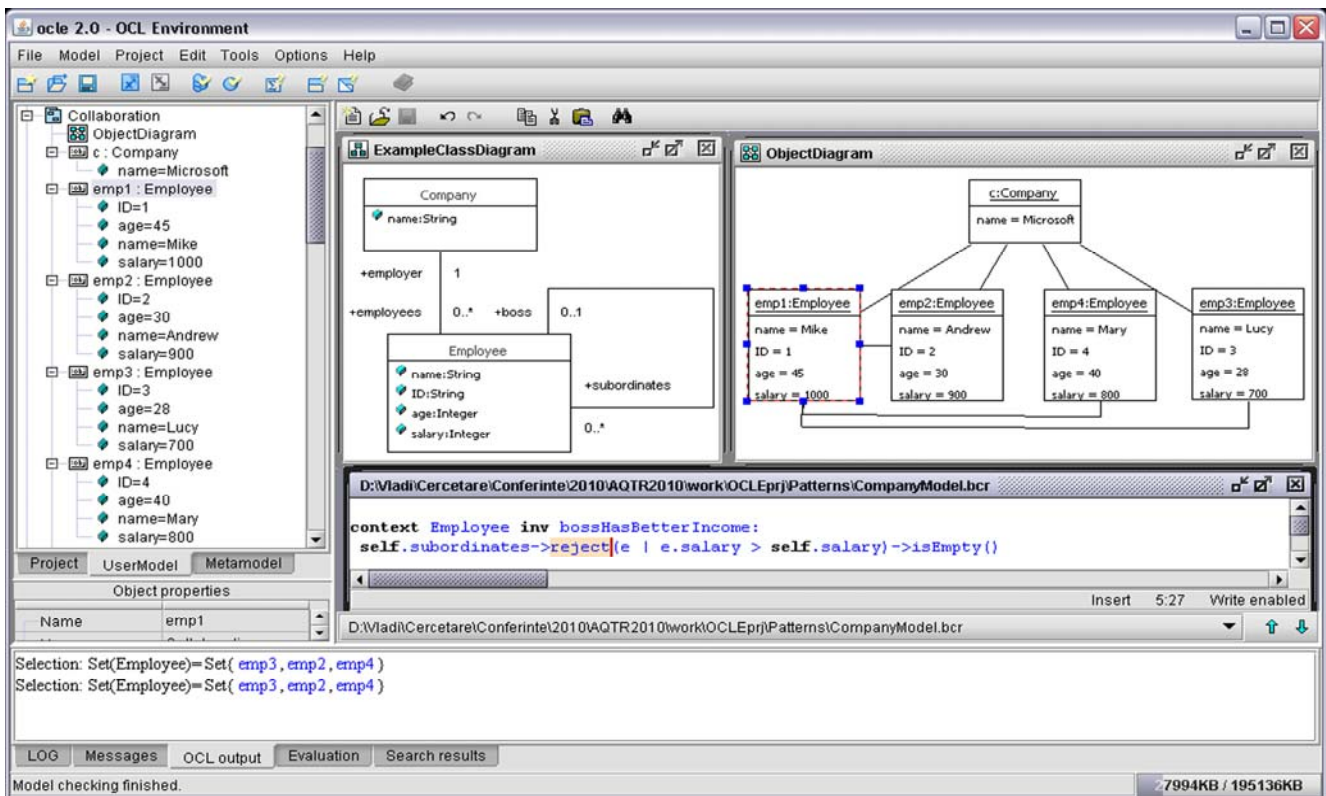 ocle 2.0 - OCL Environment
File Model Project Edit Tools Options Help
Collaboration
ObjectDiagram
c : Company
name=Microsoft
emp1 : Employee
ID=1
age=45
name=Mike
salary=1000
emp2 : Employee
ID=2
age=30
name=Andrew
salary=900
emp3 : Employee
ID=3
age=28
name=Lucy
salary=700
emp4 : Employee
ID=4
age=40
name=Mary
salary=800
Project UserModel Metamodel
Object properties
Name emp1
ExampleClassDiagram
Company
name:String
+employer 1
+employees 0..* +boss 0..1
Employee
name:String
ID:String
age:Integer
salary:Integer
+subordinates
0..*
ObjectDiagram
c:Company
name = Microsoft
emp1:Employee
name = Mike
ID = 1
age = 45
salary = 1000
emp2:Employee
name = Andrew
ID = 2
age = 30
salary = 900
emp4:Employee
name = Mary
ID = 4
age = 40
salary = 800
emp3:Employee
name = Lucy
ID = 3
age = 28
salary = 700
D:\Vladi\Cercetare\Conferinte\2010\AQTR2010\work\OCLEprj\Patterns\CompanyModel.bcr
context Employee inv bossHasBetterIncome:
self.subordinates->reject(e | e.salary > self.salary)->isEmpty()
Insert 5:27 Write enabled
D:\Vladi\Cercetare\Conferinte\2010\AQTR2010\work\OCLEprj\Patterns\CompanyModel.bcr
Selection: Set(Employee)=Set{ emp3 , emp2 , emp4 }
Selection: Set(Employee)=Set{ emp3 , emp2 , emp4 }
LOG Messages OCL output Evaluation Search results
Model checking finished.
27994KB / 195136KB